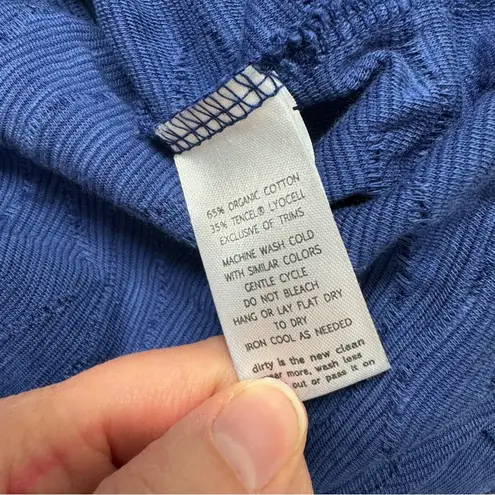 65% ORGANIC COTTON
35% TENCEL® LYOCELL
EXCLUSIVE OF TRIMS
MACHINE WASH COLD
WITH SIMILAR COLORS
GENTLE CYCLE
DO NOT BLEACH
HANG OR LAY FLAT DRY
TO DRY
IRON COOL AS NEEDED
dirty is the new clean
more, wash less
out or pass it on